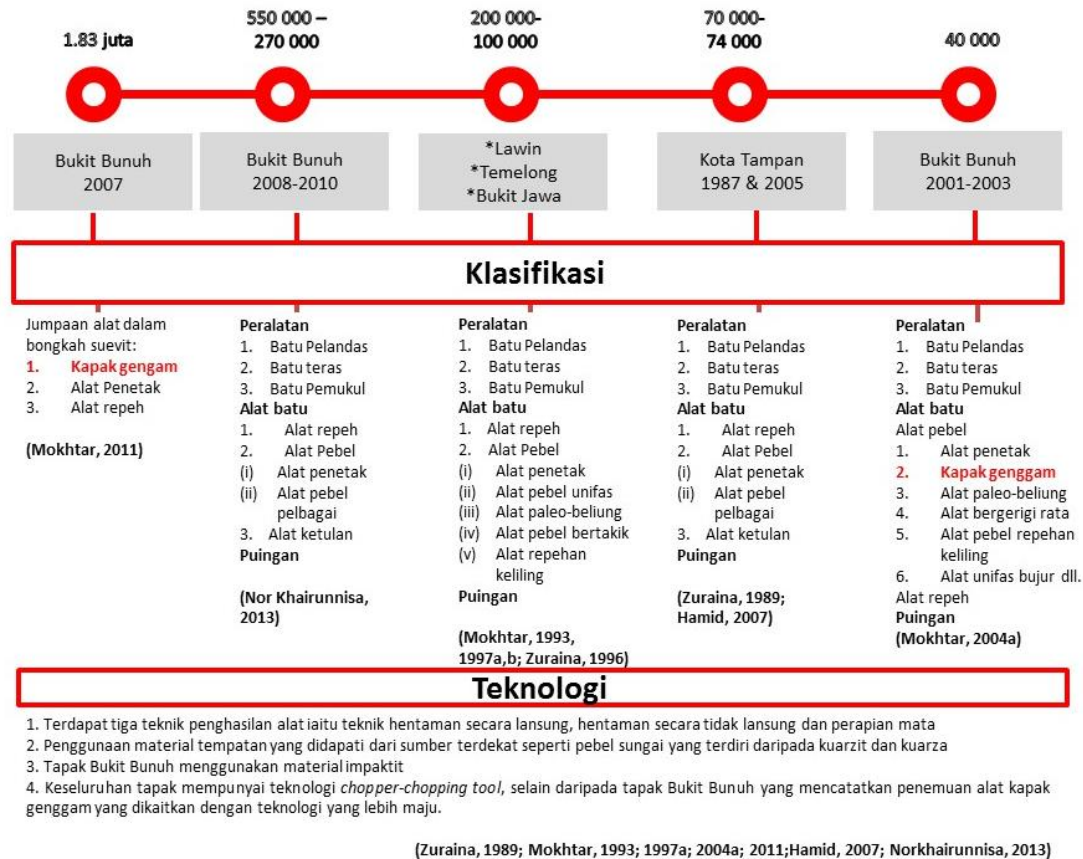 1.83 juta
550 000 –
270 000
200 000-
100 000
70 000-
74 000
40 000
Bukit Bunuh
2007
Bukit Bunuh
2008-2010
*Lawin
*Temelong
*Bukit Jawa
Kota Tampan
1987 & 2005
Bukit Bunuh
2001-2003
Klasifikasi
Jumpaan alat dalam
bongkah suevit:
1. Kapak gengam
2. Alat Penetak
3. Alat repeh
(Mokhtar, 2011)
Peralatan
1. Batu Pelandas
2. Batu teras
3. Batu Pemukul
Alat batu
1. Alat repeh
2. Alat Pebel
(i) Alat penetak
(ii) Alat pebel
pelbagai
3. Alat ketulan
Puingan
(Nor Khairunnisa,
2013)
Peralatan
1. Batu Pelandas
2. Batu teras
3. Batu Pemukul
Alat batu
1. Alat repeh
2. Alat Pebel
(i) Alat penetak
(ii) Alat pebel unifas
(iii) Alat paleo-beliung
(iv) Alat pebel bertakik
(v) Alat repehan
keliling
Puingan
(Mokhtar, 1993,
1997a,b; Zuraina, 1996)
Peralatan
1. Batu Pelandas
2. Batu teras
3. Batu Pemukul
Alat batu
1. Alat repeh
2. Alat Pebel
(i) Alat penetak
(ii) Alat pebel
pelbagai
3. Alat ketulan
Puingan
(Zuraina, 1989;
Hamid, 2007)
Peralatan
1. Batu Pelandas
2. Batu teras
3. Batu Pemukul
Alat batu
Alat pebel
1. Alat penetak
2. Kapak genggam
3. Alat paleo-beliung
4. Alat bergerigi rata
5. Alat pebel repehan
keliling
6. Alat unifas bujur dll.
Alat repeh
Puingan
(Mokhtar, 2004a)
Teknologi
1. Terdapat tiga teknik penghasilan alat iaitu teknik hentaman secara lansung, hentaman secara tidak lansung dan perapian mata
2. Penggunaan material tempatan yang didapati dari sumber terdekat seperti pebel sungai yang terdiri daripada kuarzit dan kuarza
3. Tapak Bukit Bunuh menggunakan material impaktit
4. Keseluruhan tapak mempunyai teknologi chopper-chopping tool, selain daripada tapak Bukit Bunuh yang mencatatkan penemuan alat kapak
genggam yang dikaitkan dengan teknologi yang lebih maju.
(Zuraina, 1989; Mokhtar, 1993; 1997a; 2004a; 2011;Hamid, 2007; Norkhairunnisa, 2013)